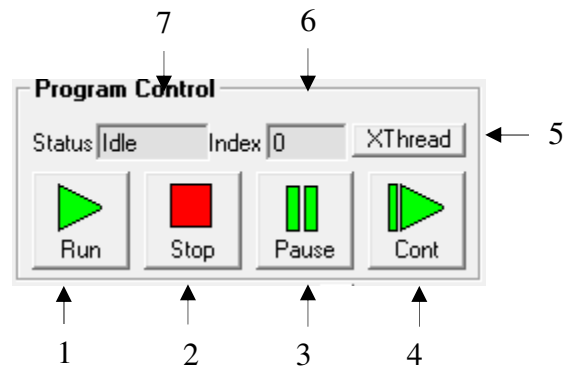 7 6
Program Control
Status Idle Index 0 XThread 5
Run Stop Pause Cont
1 2 3 4